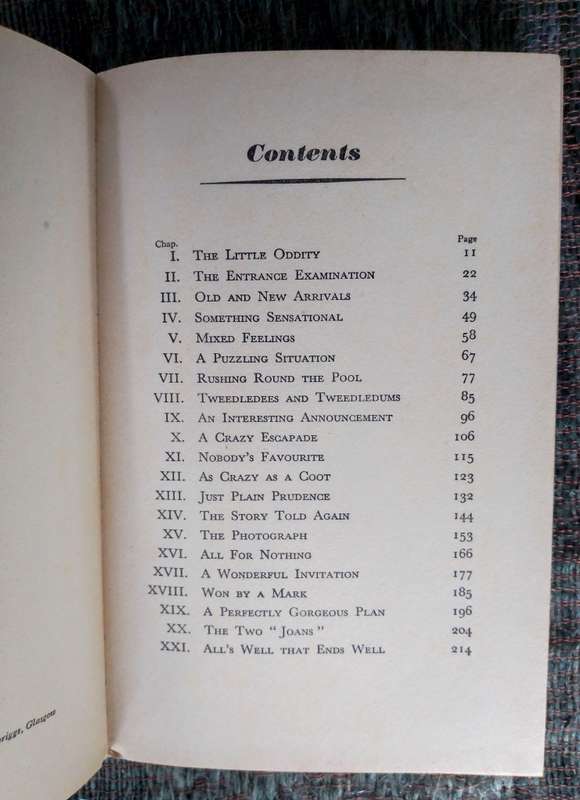 Contents
Chap. Page
I. The Little Oddity 11
II. The Entrance Examination 22
III. Old and New Arrivals 34
IV. Something Sensational 49
V. Mixed Feelings 58
VI. A Puzzling Situation 67
VII. Rushing Round the Pool 77
VIII. Tweedledees and Tweedledums 85
IX. An Interesting Announcement 96
X. A Crazy Escapade 106
XI. Nobody's Favourite 115
XII. As Crazy as a Coot 123
XIII. Just Plain Prudence 132
XIV. The Story Told Again 144
XV. The Photograph 153
XVI. All For Nothing 166
XVII. A Wonderful Invitation 177
XVIII. Won by a Mark 185
XIX. A Perfectly Gorgeous Plan 196
XX. The Two "Joans" 204
XXI. All's Well that Ends Well 214
Glasgow